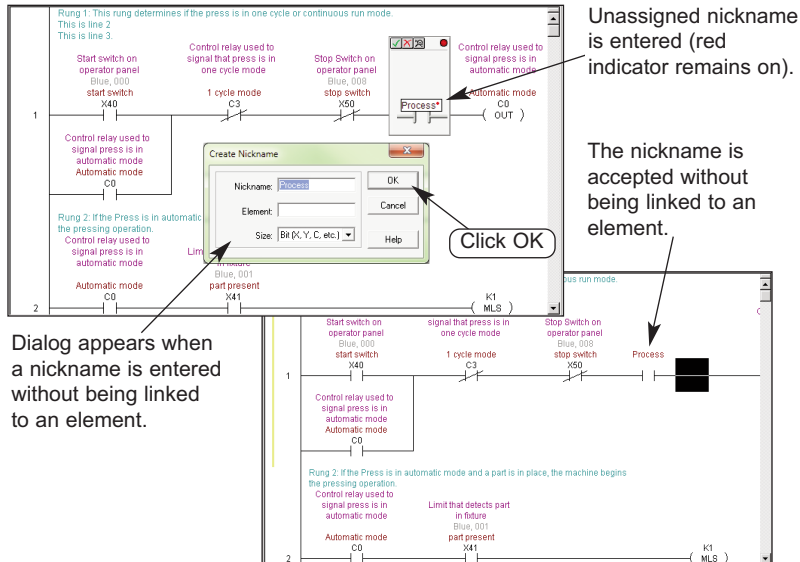 Rung 1: This rung determines if the press is in one cycle or continuous run mode.
This is line 2
This is line 3.
Start switch on
operator panel
Blue, 000
start switch
X40
Control relay used to
signal that press is in
one cycle mode
1 cycle mode
C3
Stop Switch on
operator panel
Blue, 008
stop switch
X50
Process*
Control relay used to
signal press is in
automatic mode
Automatic mode
C0
OUT
1
Control relay used to
signal press is in
automatic mode
Automatic mode
C0
Create Nickname
Nickname: Process
Element:
Size: Bit (X, Y, C, etc.)
OK
Cancel
Help
Click OK
Rung 2: If the Press is in automatic
the pressing operation.
Control relay used to
signal press is in
automatic mode
Automatic mode
C0
Lim
in fixture
Blue, 001
part present
X41
K1
MLS
2
Unassigned nickname
is entered (red
indicator remains on).
The nickname is
accepted without
being linked to an
element.
Dialog appears when
a nickname is entered
without being linked
to an element.
ous run mode.
Start switch on
operator panel
Blue, 000
start switch
X40
signal that press is in
one cycle mode
1 cycle mode
C3
Stop Switch on
operator panel
Blue, 008
stop switch
X50
Process
1
Control relay used to
signal press is in
automatic mode
Automatic mode
C0
Rung 2: If the Press is in automatic mode and a part is in place, the machine begins
the pressing operation.
Control relay used to
signal press is in
automatic mode
Automatic mode
C0
Limit that detects part
in fixture
Blue, 001
part present
X41
K1
MLS
2